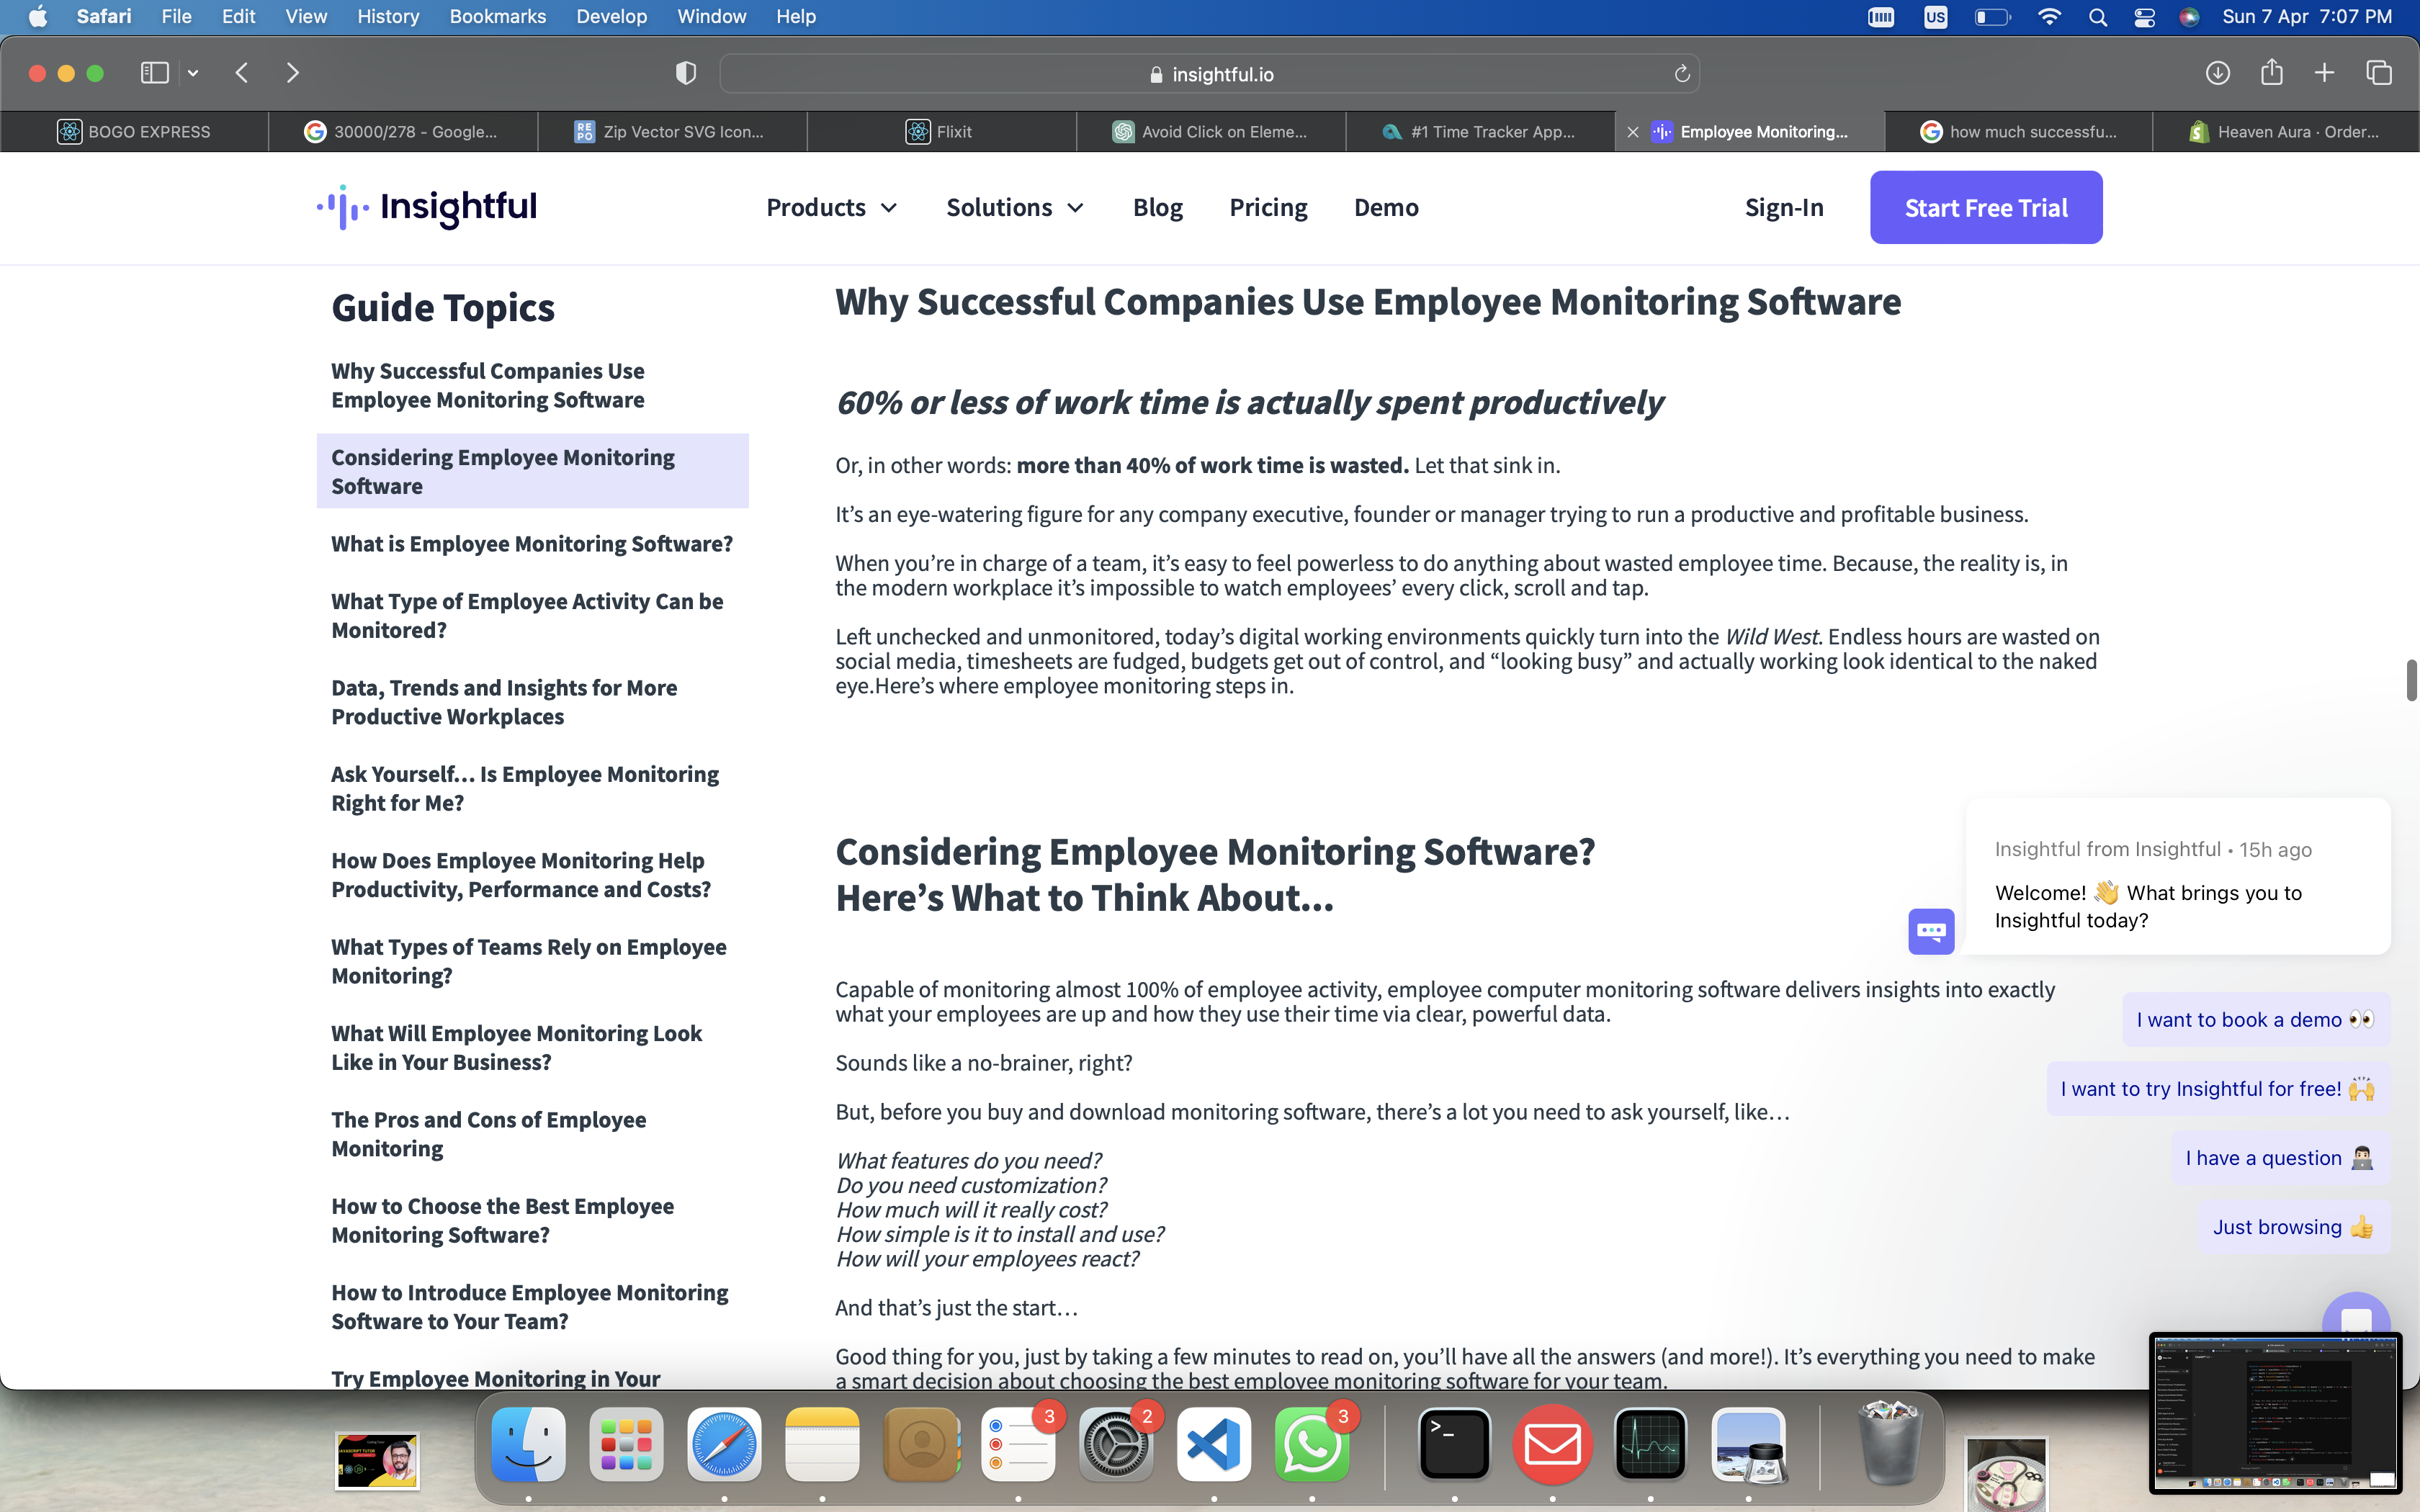 Safari File Edit View History Bookmarks Develop Window Help
US
Sun 7 Apr 7:07 PM
insightful.io
BOGO EXPRESS
30000/278 - Google...
Zip Vector SVG Icon...
Flixit
Avoid Click on Eleme...
#1 Time Tracker App...
Employee Monitoring...
how much successfu...
Heaven Aura · Order...
Insightful
Products
Solutions
Blog
Pricing
Demo
Sign-In
Start Free Trial
Guide Topics
Why Successful Companies Use
Employee Monitoring Software
Considering Employee Monitoring
Software
What is Employee Monitoring Software?
What Type of Employee Activity Can be
Monitored?
Data, Trends and Insights for More
Productive Workplaces
Ask Yourself… Is Employee Monitoring
Right for Me?
How Does Employee Monitoring Help
Productivity, Performance and Costs?
What Types of Teams Rely on Employee
Monitoring?
What Will Employee Monitoring Look
Like in Your Business?
The Pros and Cons of Employee
Monitoring
How to Choose the Best Employee
Monitoring Software?
How to Introduce Employee Monitoring
Software to Your Team?
Try Employee Monitoring in Your
Why Successful Companies Use Employee Monitoring Software
60% or less of work time is actually spent productively
Or, in other words: more than 40% of work time is wasted. Let that sink in.
It’s an eye-watering figure for any company executive, founder or manager trying to run a productive and profitable business.
When you’re in charge of a team, it’s easy to feel powerless to do anything about wasted employee time. Because, the reality is, in
the modern workplace it’s impossible to watch employees’ every click, scroll and tap.
Left unchecked and unmonitored, today’s digital working environments quickly turn into the Wild West. Endless hours are wasted on
social media, timesheets are fudged, budgets get out of control, and “looking busy” and actually working look identical to the naked
eye.Here’s where employee monitoring steps in.
Considering Employee Monitoring Software?
Here’s What to Think About…
Capable of monitoring almost 100% of employee activity, employee computer monitoring software delivers insights into exactly
what your employees are up and how they use their time via clear, powerful data.
Sounds like a no-brainer, right?
But, before you buy and download monitoring software, there’s a lot you need to ask yourself, like…
What features do you need?
Do you need customization?
How much will it really cost?
How simple is it to install and use?
How will your employees react?
And that’s just the start…
Good thing for you, just by taking a few minutes to read on, you’ll have all the answers (and more!). It’s everything you need to make
a smart decision about choosing the best employee monitoring software for your team.
Insightful from Insightful • 15h ago
Welcome! 👋 What brings you to
Insightful today?
I want to book a demo 👀
I want to try Insightful for free! 🙌
I have a question 👨🏻‍💻
Just browsing 👍
3
2
3
JAVASCRIPT TUTOR